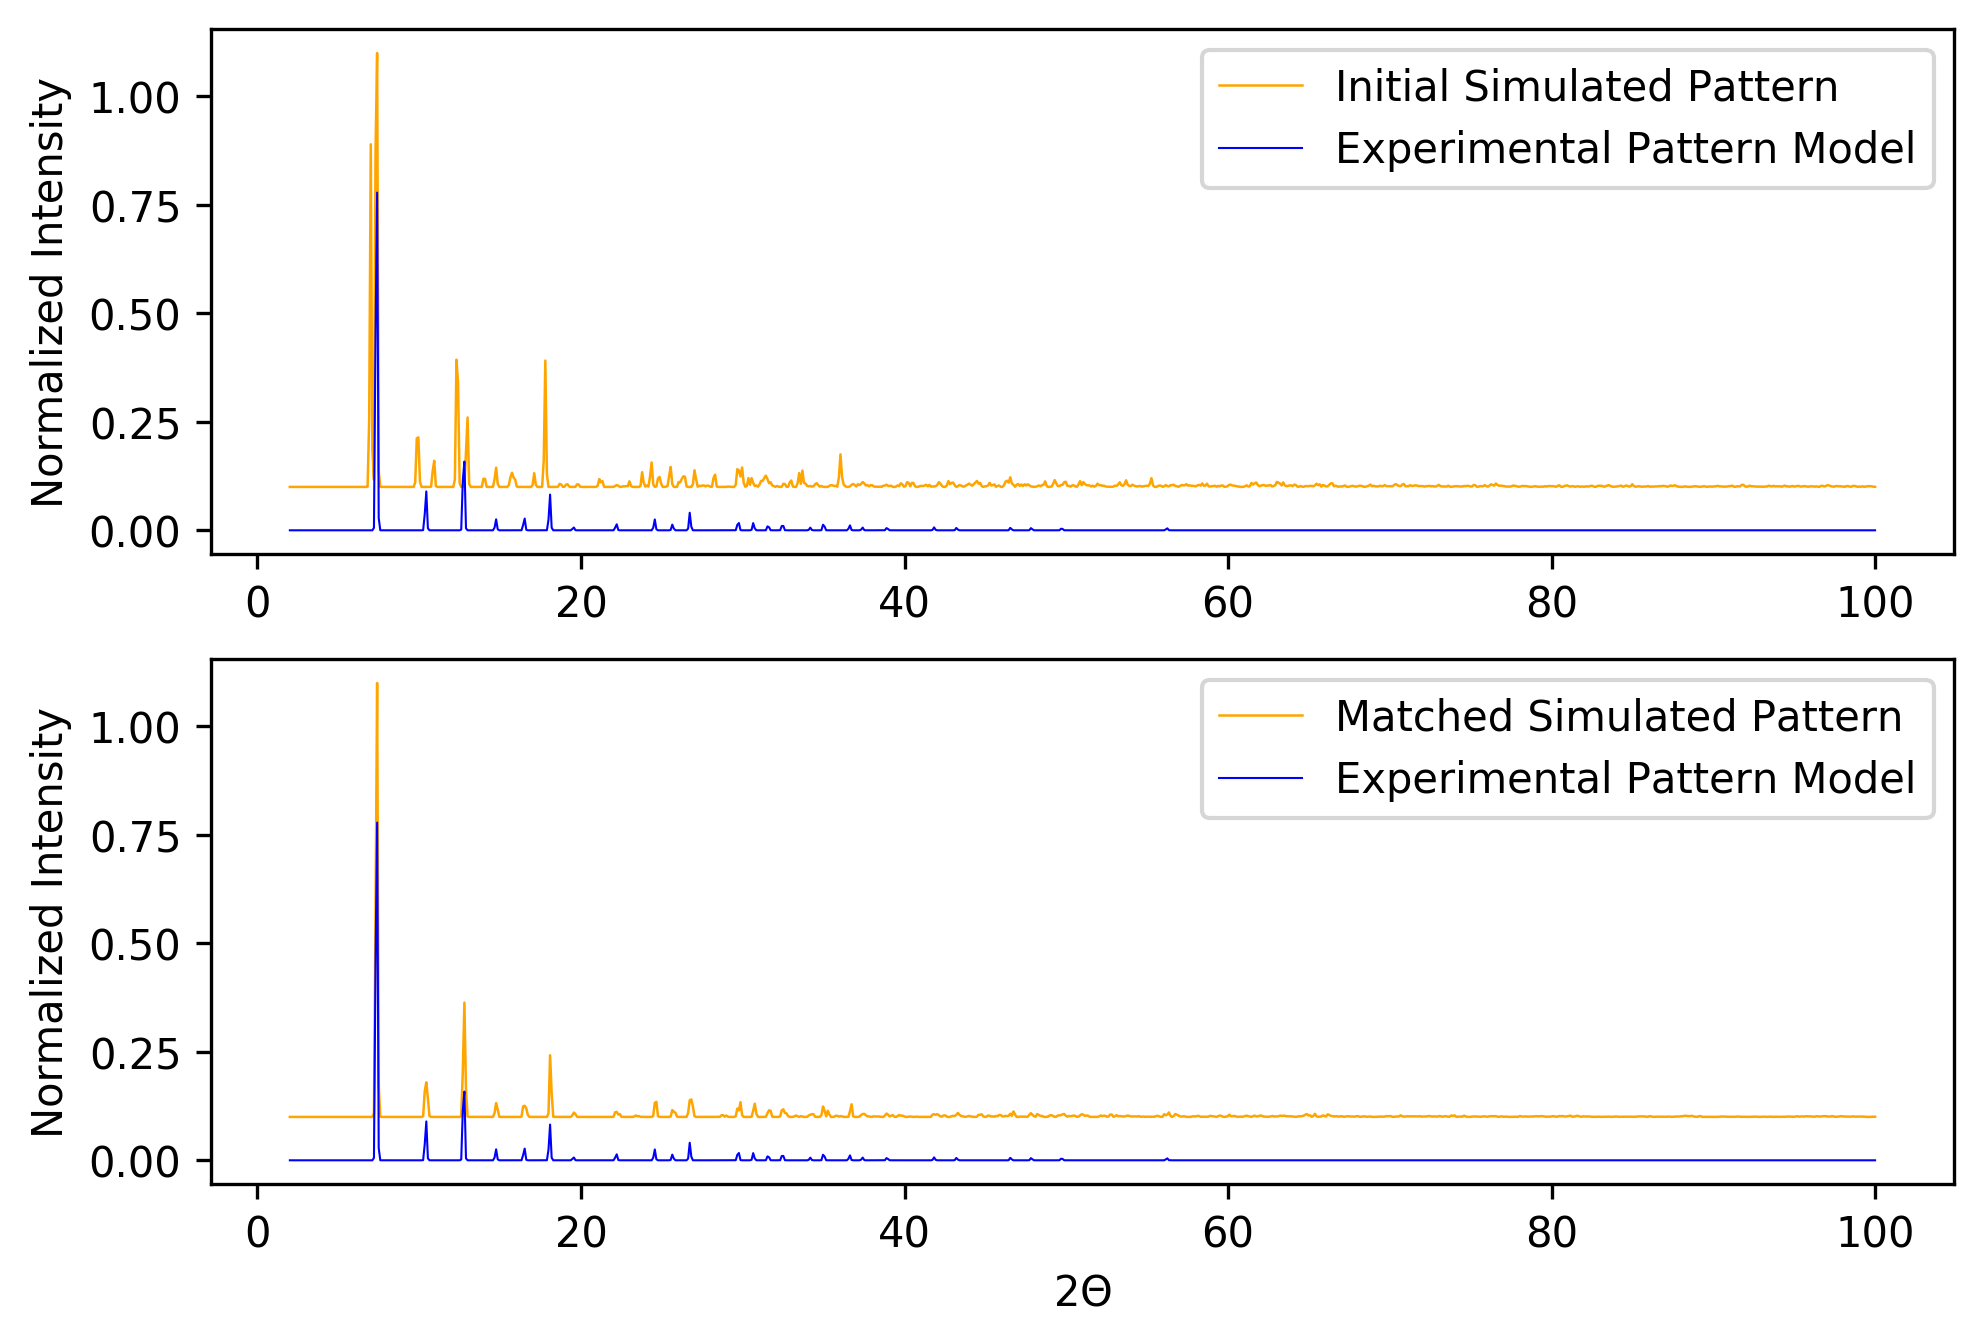 Normalized Intensity
1.00
0.75
0.50
0.25
0.00
Initial Simulated Pattern
Experimental Pattern Model
0 20 40 60 80 100
Normalized Intensity
1.00
0.75
0.50
0.25
0.00
Matched Simulated Pattern
Experimental Pattern Model
0 20 40 60 80 100
2Θ